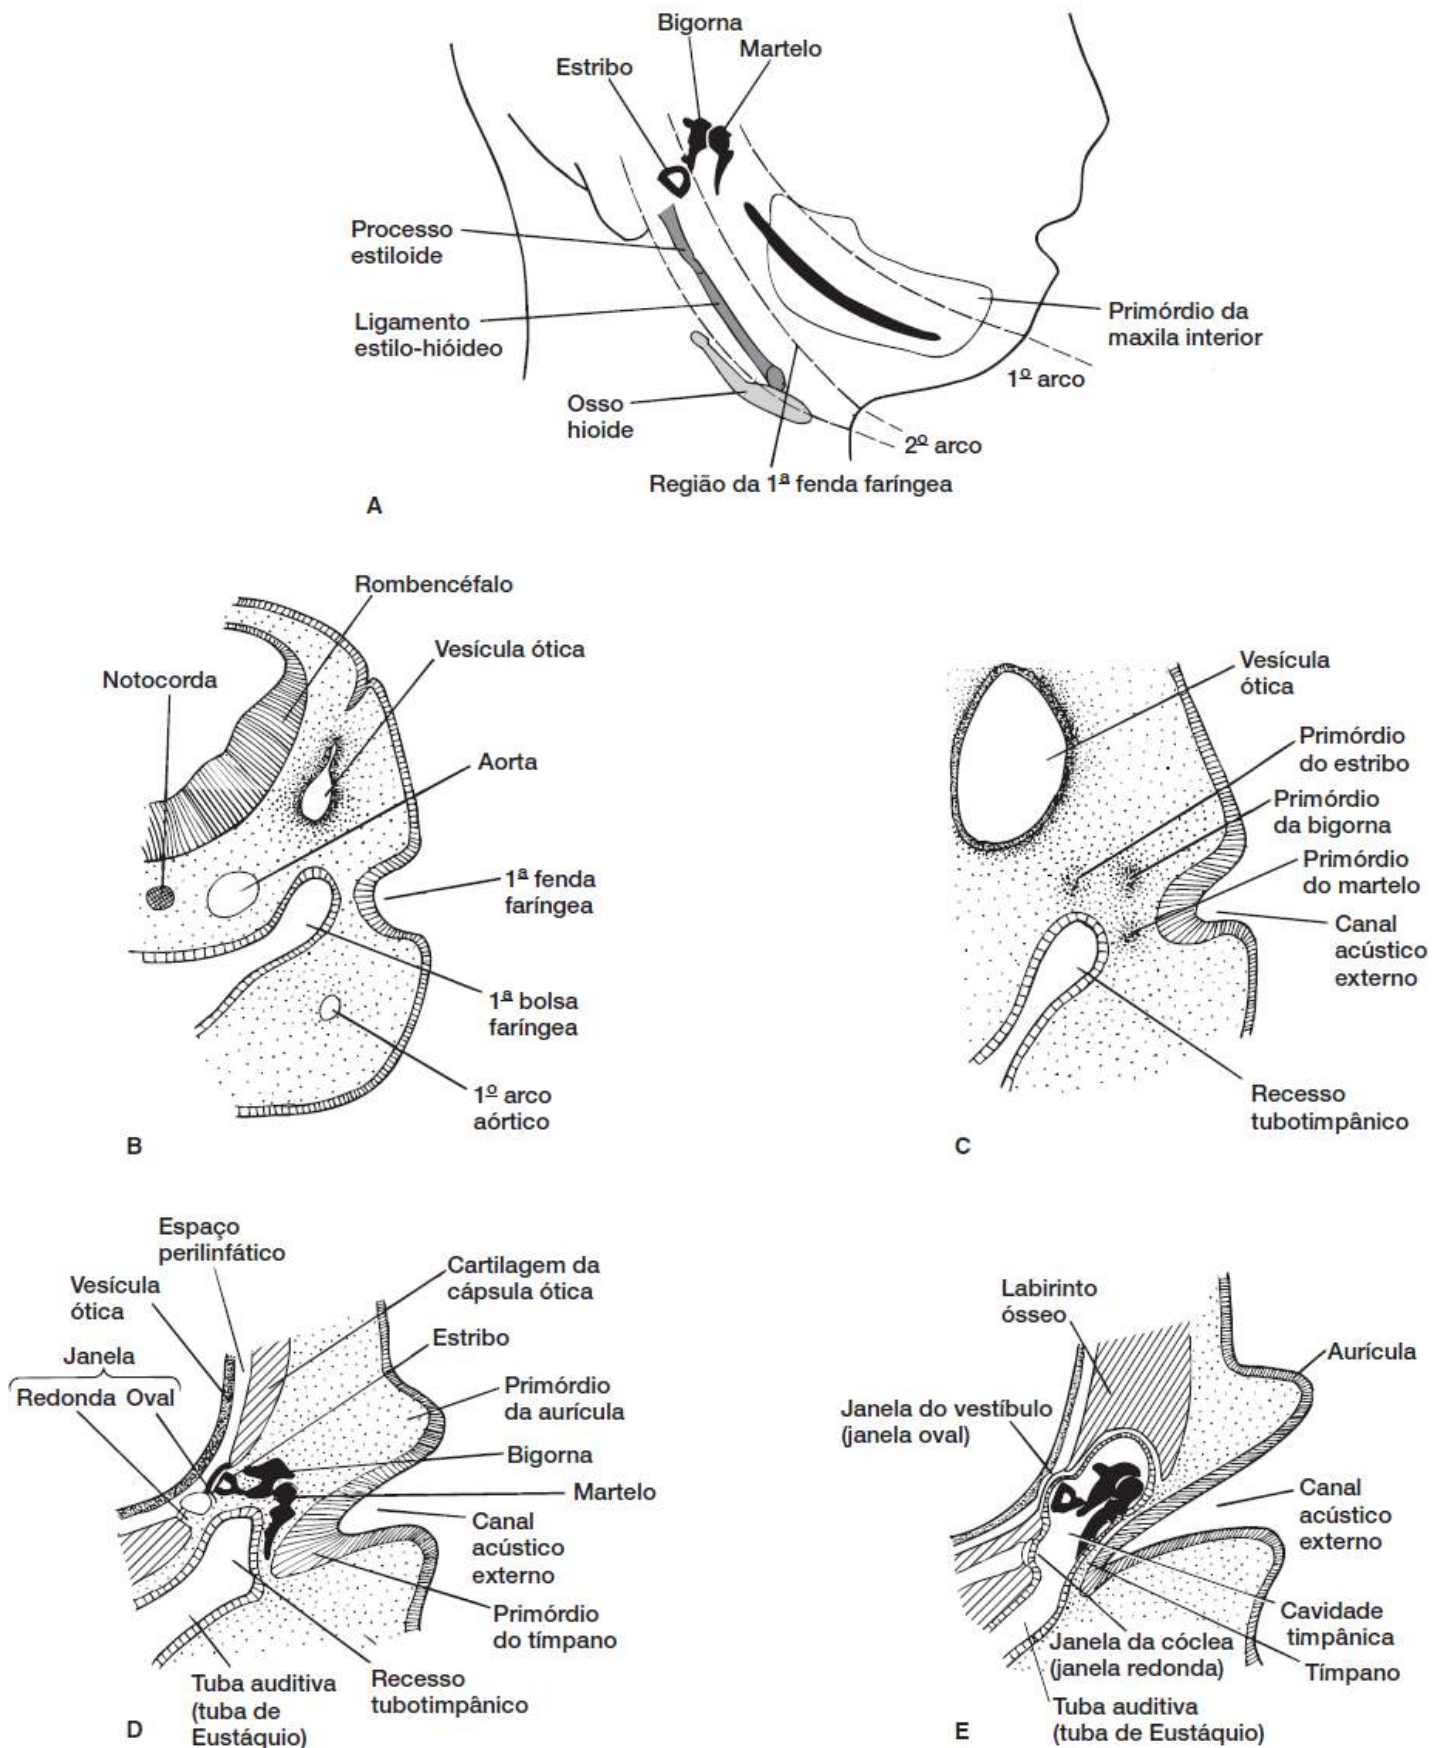 Bigorna
Martelo
Estribo
Processo
estiloide
Ligamento
estilo-hióideo
Primórdio da
maxila interior
1º arco
Osso
hioide
2º arco
Região da 1ª fenda faríngea
A
Rombencéfalo
Vesícula ótica
Notocorda
Aorta
1ª fenda
faríngea
1ª bolsa
faríngea
1º arco
aórtico
B
Vesícula
ótica
Primórdio
do estribo
Primórdio
da bigorna
Primórdio
do martelo
Canal
acústico
externo
Recesso
tubotimpânico
C
Espaço
perilinfático
Vesícula
ótica
Cartilagem da
cápsula ótica
Estribo
Janela
Redonda Oval
Primórdio
da aurícula
Bigorna
Martelo
Canal
acústico
externo
Primórdio
do tímpano
Recesso
tubotimpânico
Tuba auditiva
(tuba de
Eustáquio)
D
Labirinto
ósseo
Aurícula
Janela do vestíbulo
(janela oval)
Canal
acústico
externo
Cavidade
timpânica
Janela da cóclea
(janela redonda)
Tímpano
Tuba auditiva
(tuba de Eustáquio)
E